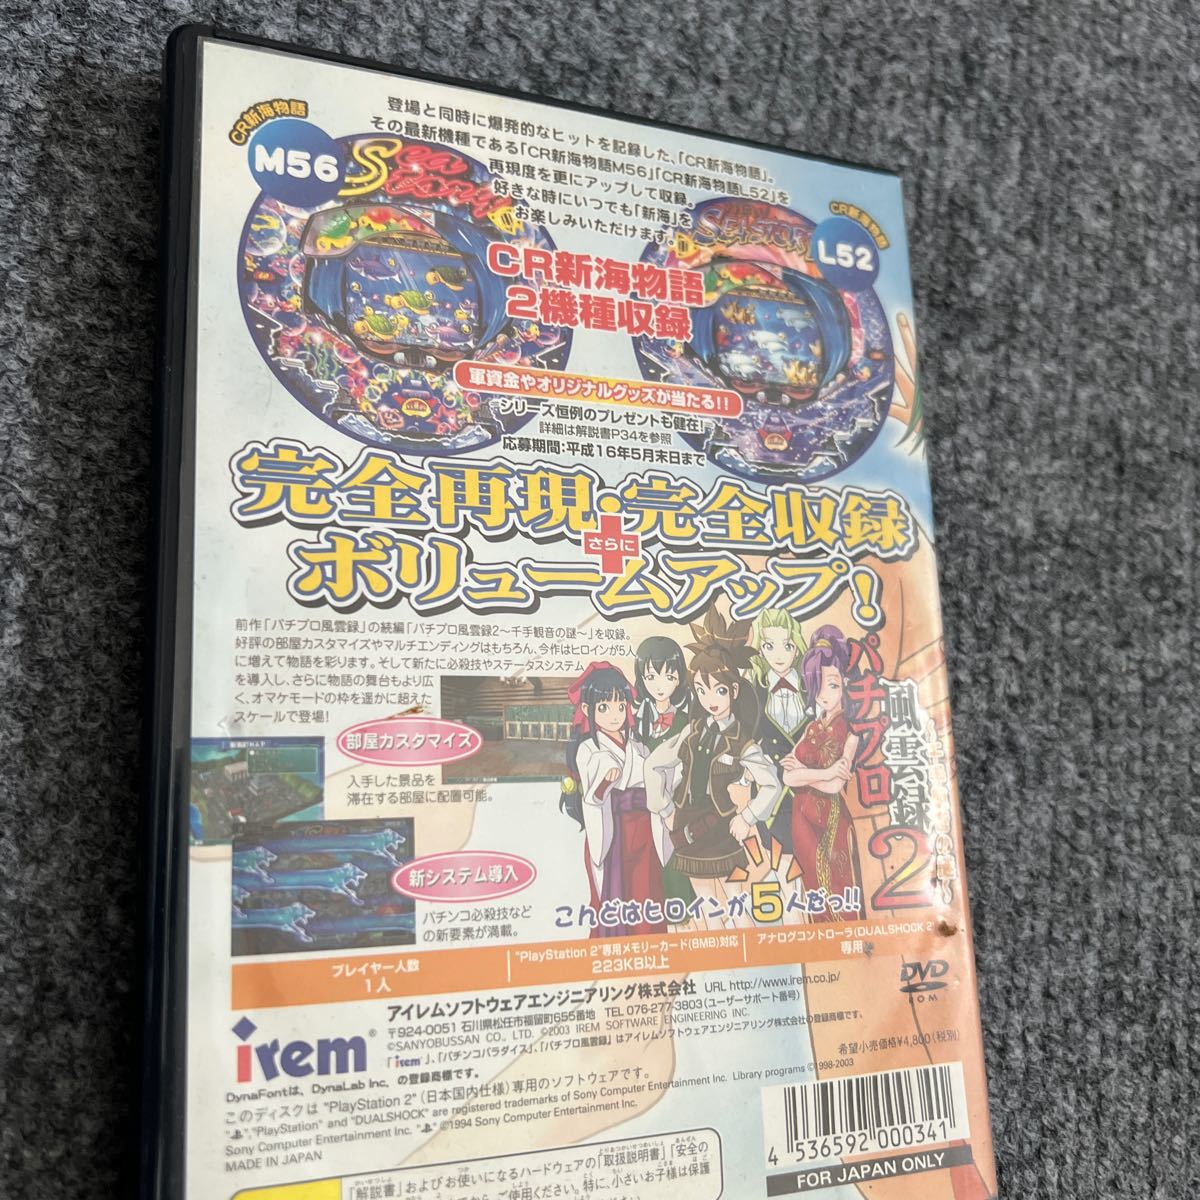 CR新海物語
M56
登場と同時に爆発的なヒットを記録した、「CR新海物語」。
その最新機種である「CR新海物語M56」「CR新海物語L52」を
再現度を更にアップして収録。
好きな時にいつでも「新海」を
お楽しみいただけます。
CR新海物語
L52
CR新海物語
2機種収録
軍資金やオリジナルグッズが当たる!!
シリーズ恒例のプレゼントも健在!
詳細は解説書P34を参照
応募期間:平成16年5月末日まで
完全再現・完全収録
さらに
ボリュームアップ!
前作「パチプロ風雲録」の続編「パチプロ風雲録2〜千手観音の謎〜」を収録。
好評の部屋カスタマイズやマルチエンディングはもちろん、今作はヒロインが5人
に増えて物語を彩ります。そして新たに必殺技やステータスシステム
を導入し、さらに物語の舞台もより広
く、オマケモードの枠を遥かに超えた
スケールで登場!
部屋カスタマイズ
入手した景品を
滞在する部屋に配置可能。
新システム導入
パチンコ必殺技など
の新要素が満載。
パチプロ
風雲録2
こんどはヒロインが5人だっ!!
プレイヤー人数
1人
"PlayStation 2"専用メモリーカード(8MB)対応
223KB以上
アナログコントローラ(DUALSHOCK 2)
専用
DVD
ROM
irem®
アイレムソフトウェアエンジニアリング株式会社 URL http://www.irem.co.jp/
〒924-0051 石川県松任市福留町655番地 TEL 076-277-3803(ユーザーサポート番号)
©SANYOBUSSAN CO., LTD. ©2003 IREM SOFTWARE ENGINEERING INC.
「irem」、「パチンコパラダイス」、「パチプロ風雲録」はアイレムソフトウェアエンジニアリング株式会社の登録商標です。
DynaFontは、DynaLab Inc. の登録商標です。
希望小売価格¥4,800(税別)
このディスクは "PlayStation 2" (日本国内仕様) 専用のソフトウェアです。
"PlayStation" and "DUALSHOCK" are registered trademarks of Sony Computer Entertainment Inc. Library programs ©1998-2003
Sony Computer Entertainment Inc. ©1994 Sony Computer Entertainment Inc.
MADE IN JAPAN
4 536592 000341
FOR JAPAN ONLY
お使いになるハードウェアの「取扱説明書」「安全の
「解説書」および
ご使用ください。特に、小さいお子様は保護